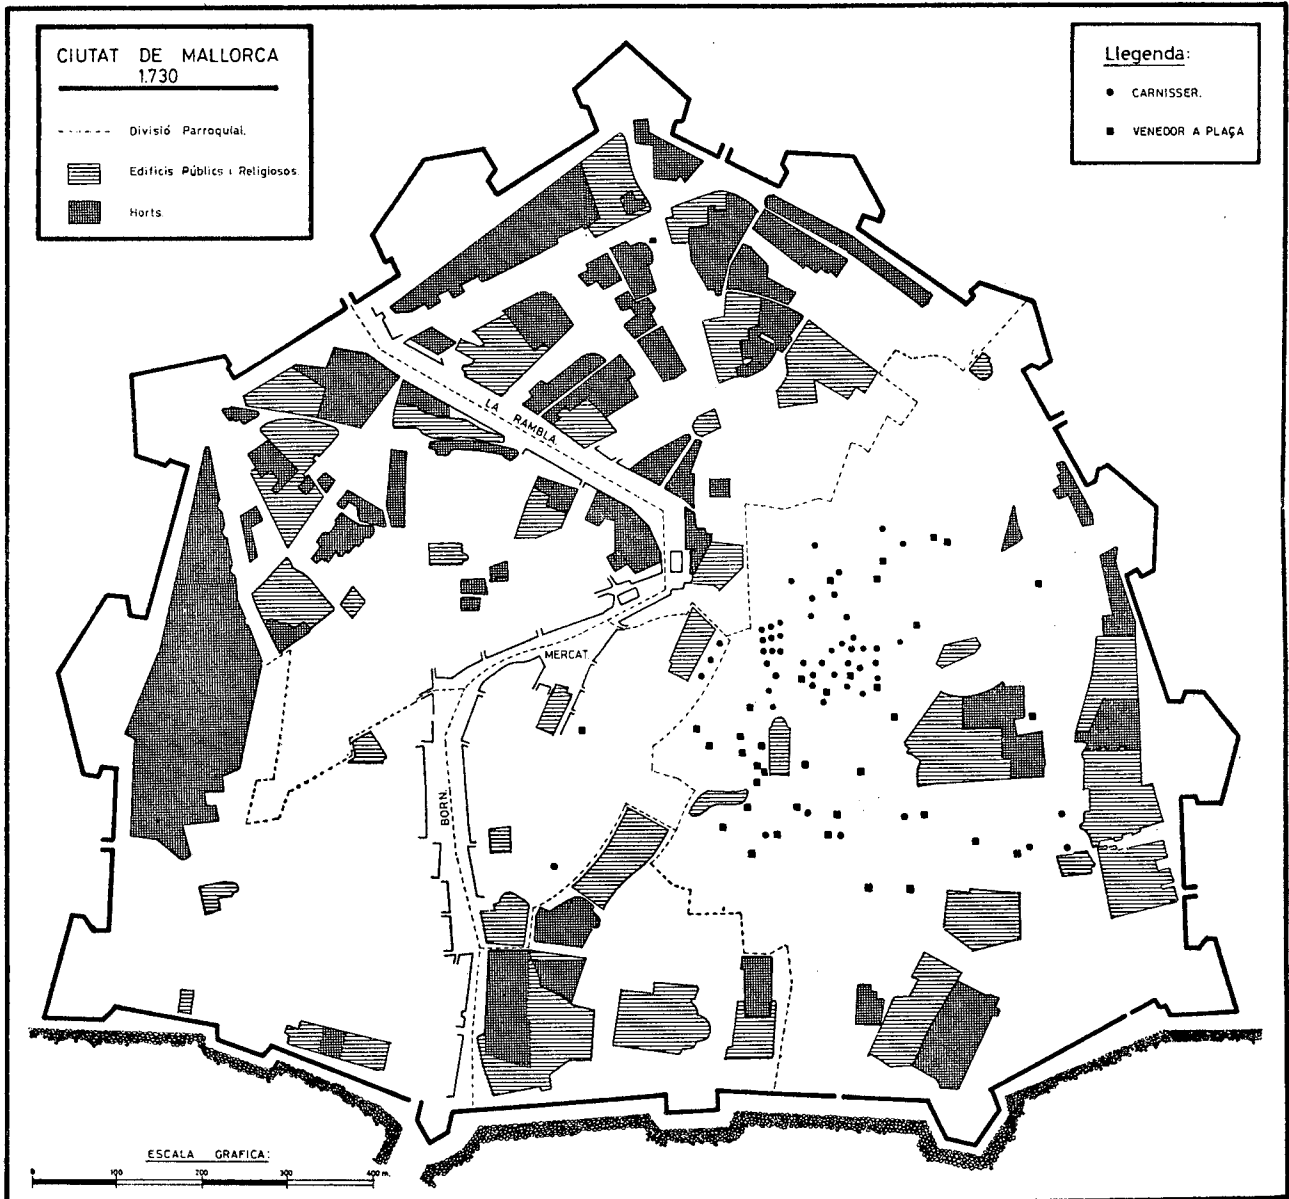 CIUTAT DE MALLORCA
1.730
Divisió Parroquial.
Edificis Públics i Religiosos.
Horts.
Llegenda:
CARNISSER.
VENEDOR A PLAÇA
LA RAMBLA.
MERCAT.
BORN.
ESCALA GRAFICA:
0 100 200 300 400 m.